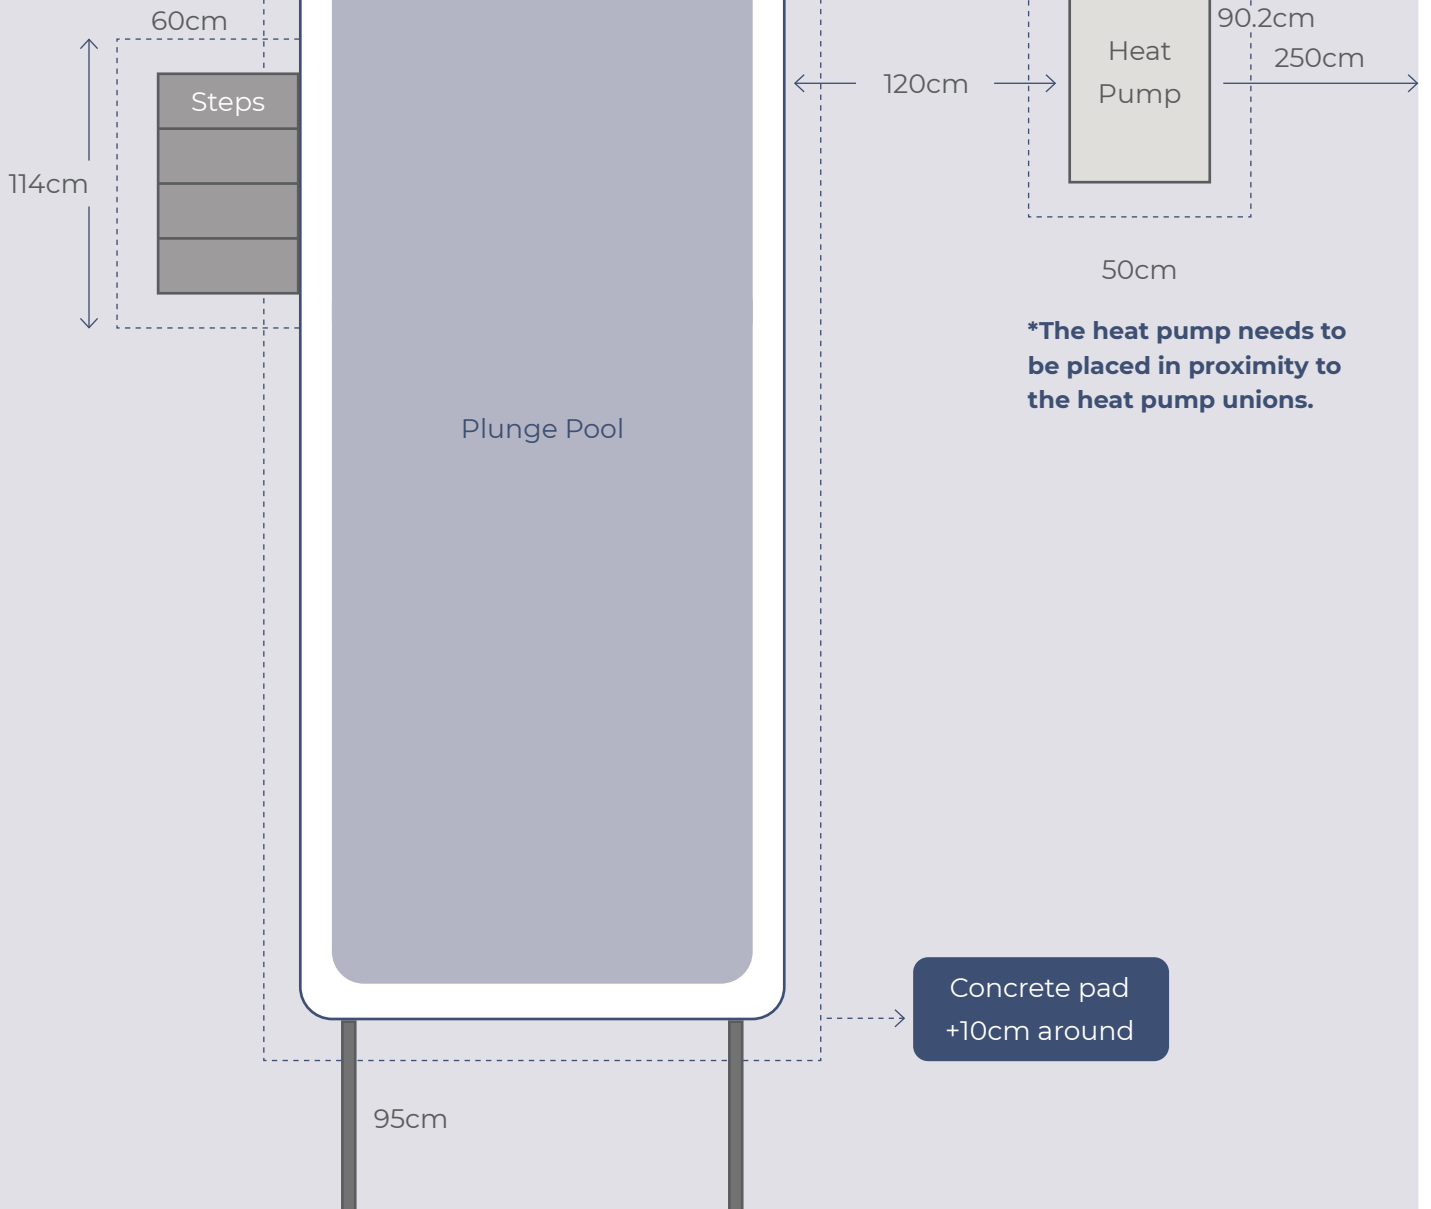 60cm
90.2cm
Heat
Pump
250cm
120cm
Steps
114cm
50cm
*The heat pump needs to
be placed in proximity to
the heat pump unions.
Plunge Pool
Concrete pad
+10cm around
95cm